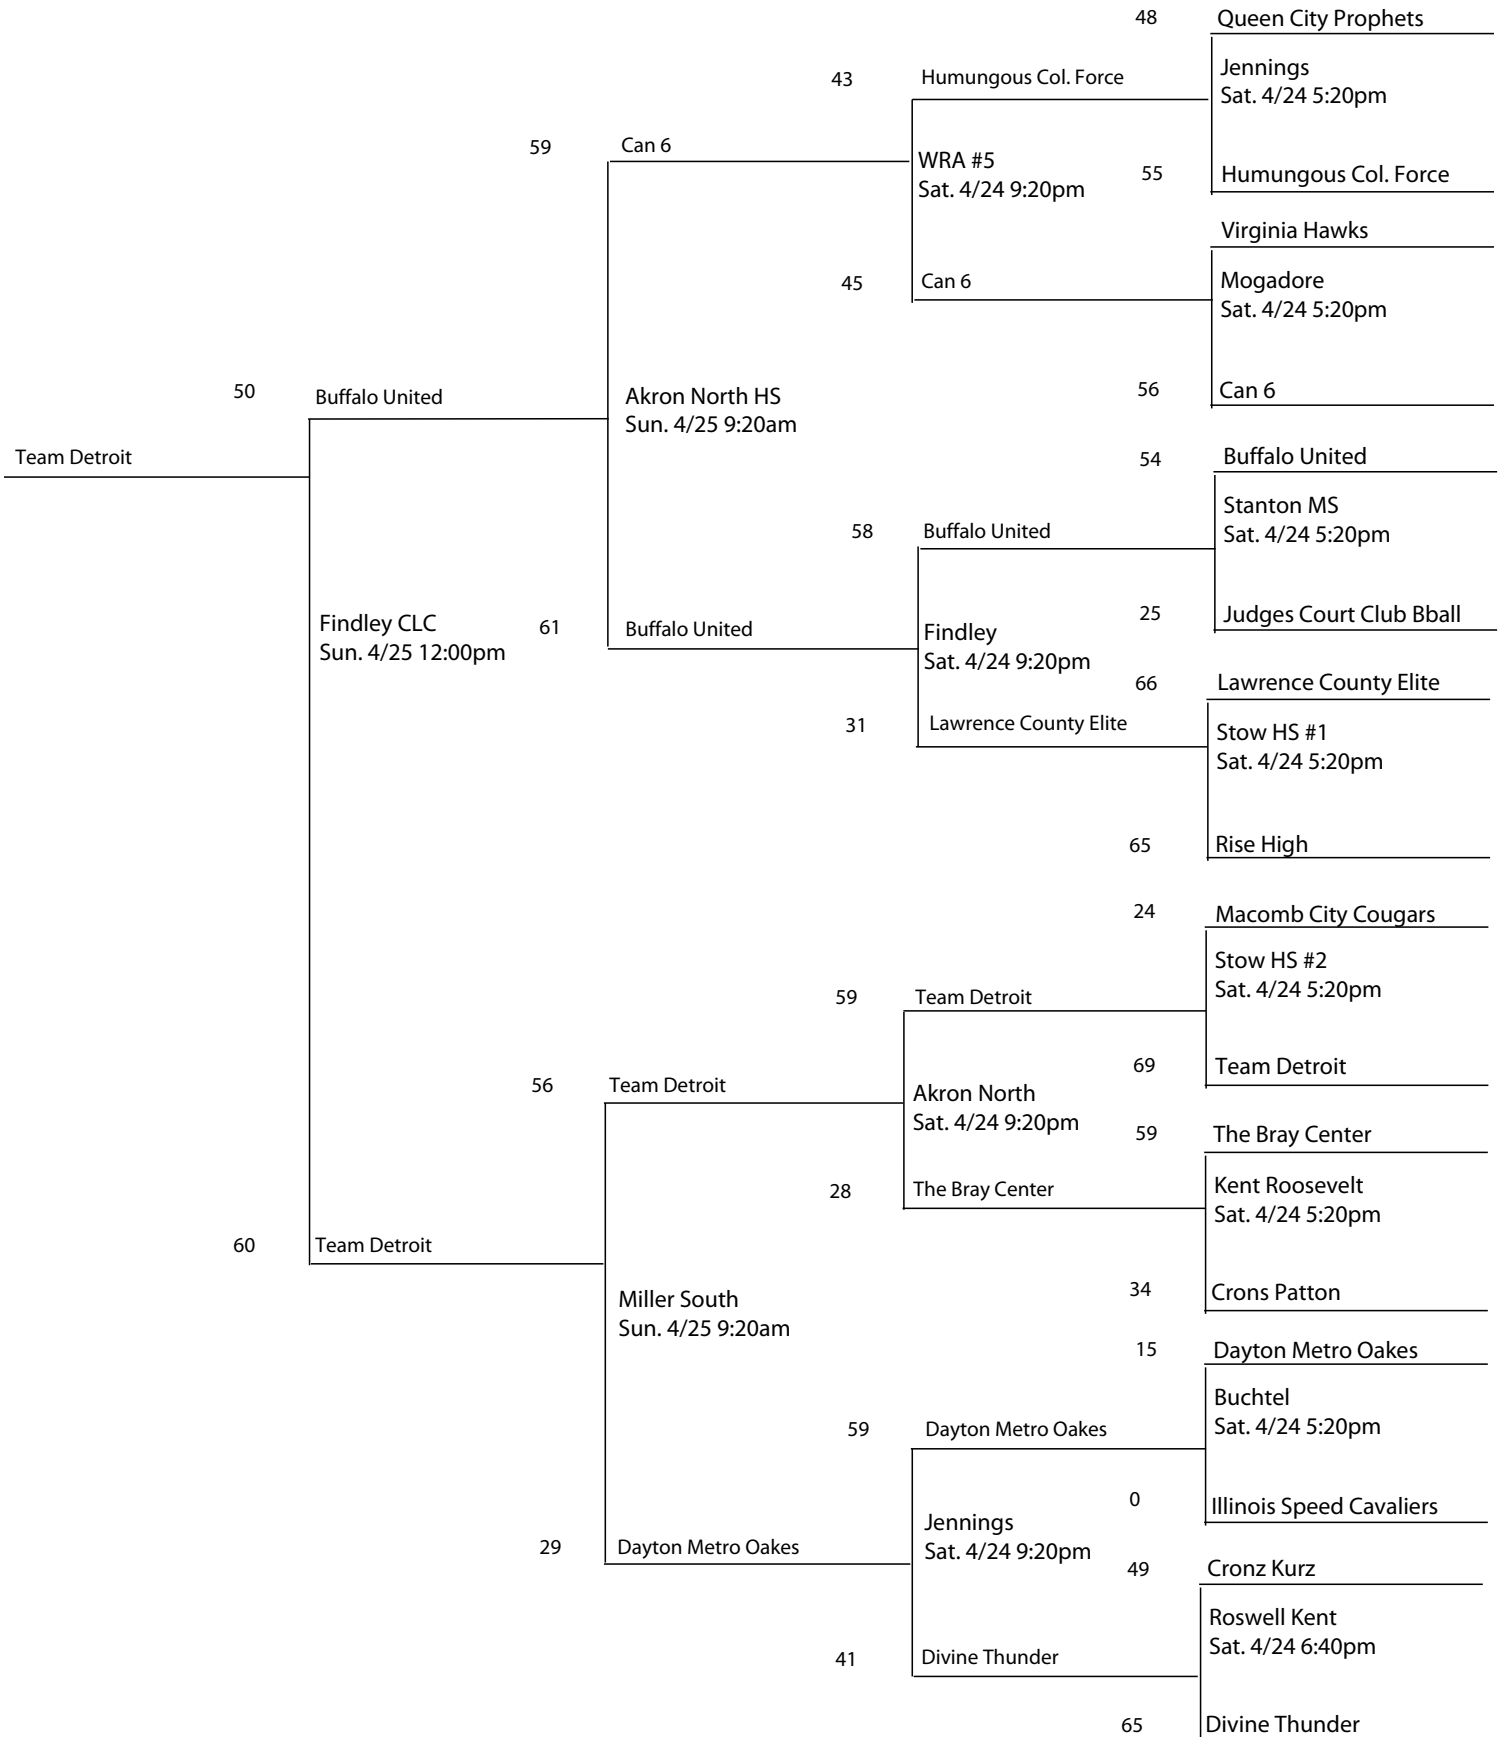 48 Queen City Prophets
Jennings
Sat. 4/24 5:20pm
43 Humungous Col. Force
59 Can 6
WRA #5
Sat. 4/24 9:20pm
55 Humungous Col. Force
Virginia Hawks
45 Can 6
Mogadore
Sat. 4/24 5:20pm
50 Buffalo United
Akron North HS
Sun. 4/25 9:20am
56 Can 6
Team Detroit
54 Buffalo United
Stanton MS
Sat. 4/24 5:20pm
58 Buffalo United
Findley CLC
Sun. 4/25 12:00pm
61 Buffalo United
Findley
Sat. 4/24 9:20pm
25 Judges Court Club Bball
66 Lawrence County Elite
31 Lawrence County Elite
Stow HS #1
Sat. 4/24 5:20pm
65 Rise High
24 Macomb City Cougars
Stow HS #2
Sat. 4/24 5:20pm
59 Team Detroit
69 Team Detroit
56 Team Detroit
Akron North
Sat. 4/24 9:20pm
59 The Bray Center
28 The Bray Center
Kent Roosevelt
Sat. 4/24 5:20pm
60 Team Detroit
Miller South
Sun. 4/25 9:20am
34 Crons Patton
15 Dayton Metro Oakes
Buchtel
Sat. 4/24 5:20pm
59 Dayton Metro Oakes
0 Illinois Speed Cavaliers
29 Dayton Metro Oakes
Jennings
Sat. 4/24 9:20pm
49 Cronz Kurz
Roswell Kent
Sat. 4/24 6:40pm
41 Divine Thunder
65 Divine Thunder